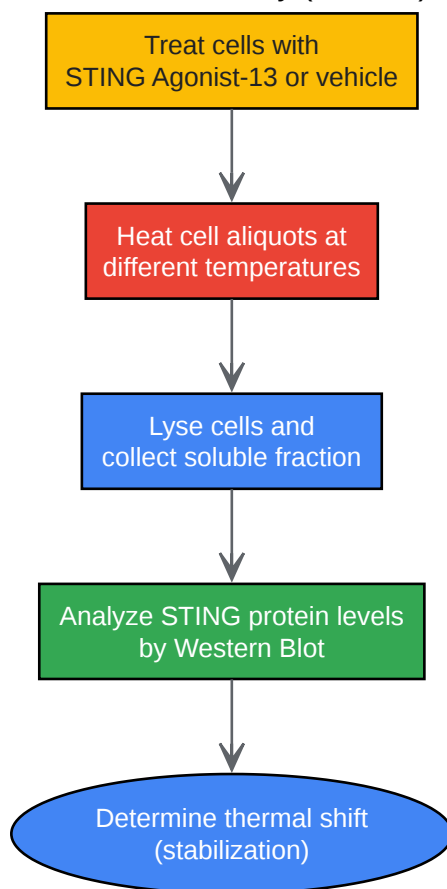 Treat cells with
STING Agonist-13 or vehicle
Heat cell aliquots at
different temperatures
Lyse cells and
collect soluble fraction
Analyze STING protein levels
by Western Blot
Determine thermal shift
(stabilization)